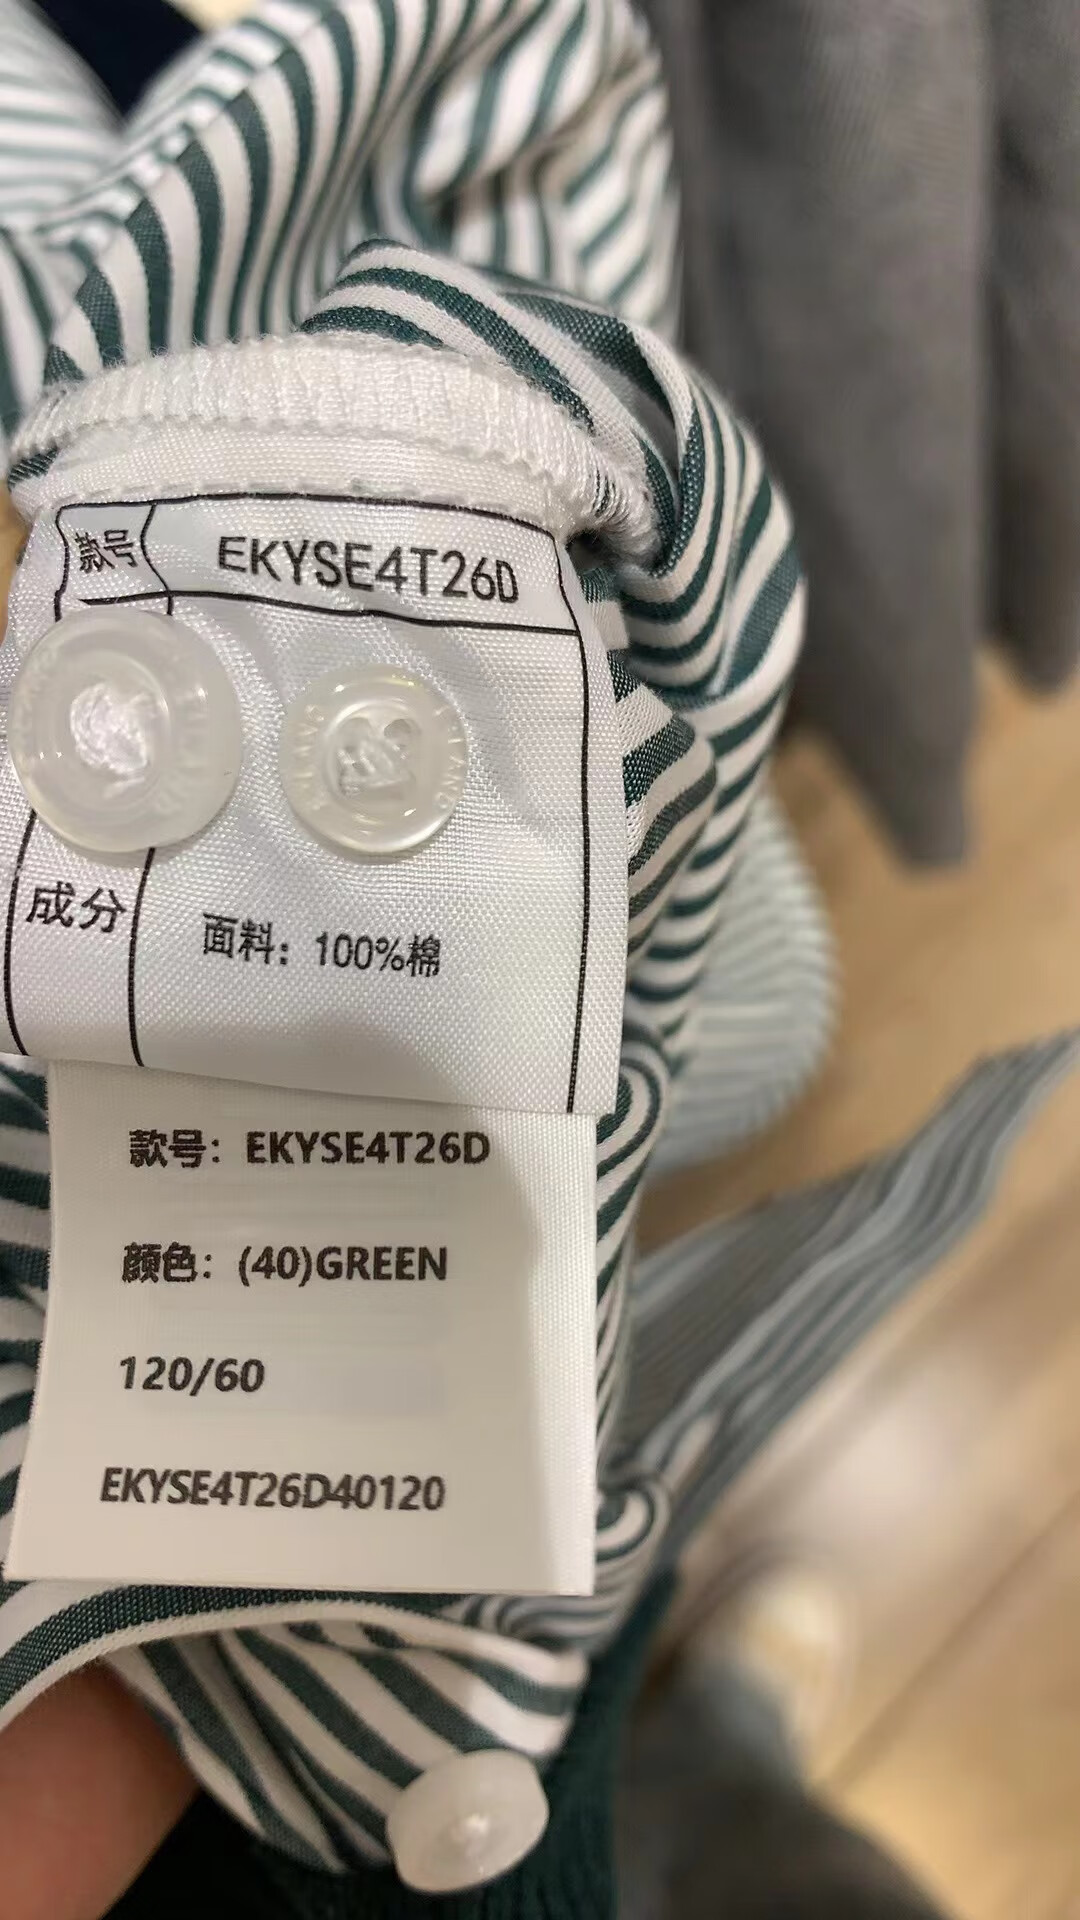 款号 EKYSE4T26D
成分 面料：100%棉
款号：EKYSE4T26D
颜色：(40)GREEN
120/60
EKYSE4T26D40120